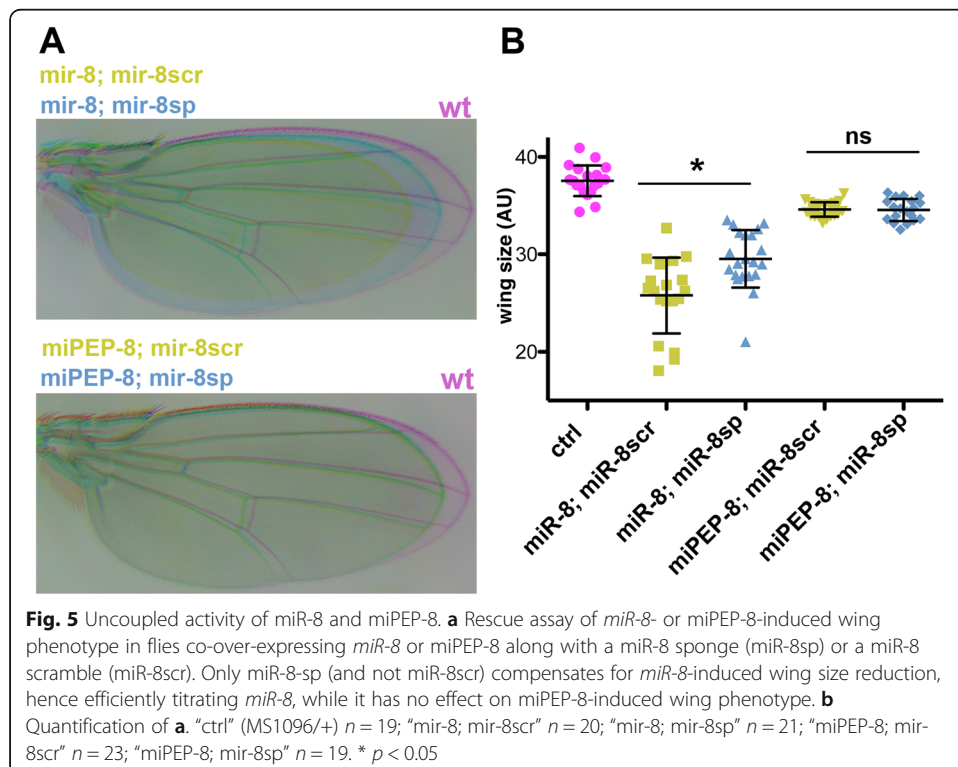 A
mir-8; mir-8scr
mir-8; mir-8sp
wt
miPEP-8; mir-8scr
miPEP-8; mir-8sp
wt
B
wing size (AU)
40
30
20
*
ns
ctrl
miR-8; miR-8scr
miR-8; miR-8sp
miPEP-8; miR-8scr
miPEP-8; miR-8sp
Fig. 5 Uncoupled activity of miR-8 and miPEP-8. a Rescue assay of miR-8- or miPEP-8-induced wing
phenotype in flies co-over-expressing miR-8 or miPEP-8 along with a miR-8 sponge (miR-8sp) or a miR-8
scramble (miR-8scr). Only miR-8-sp (and not miR-8scr) compensates for miR-8-induced wing size reduction,
hence efficiently titrating miR-8, while it has no effect on miPEP-8-induced wing phenotype. b
Quantification of a. “ctrl” (MS1096/+) n = 19; “mir-8; mir-8scr” n = 20; “mir-8; mir-8sp” n = 21; “miPEP-8; mir-
8scr” n = 23; “miPEP-8; mir-8sp” n = 19. * p < 0.05